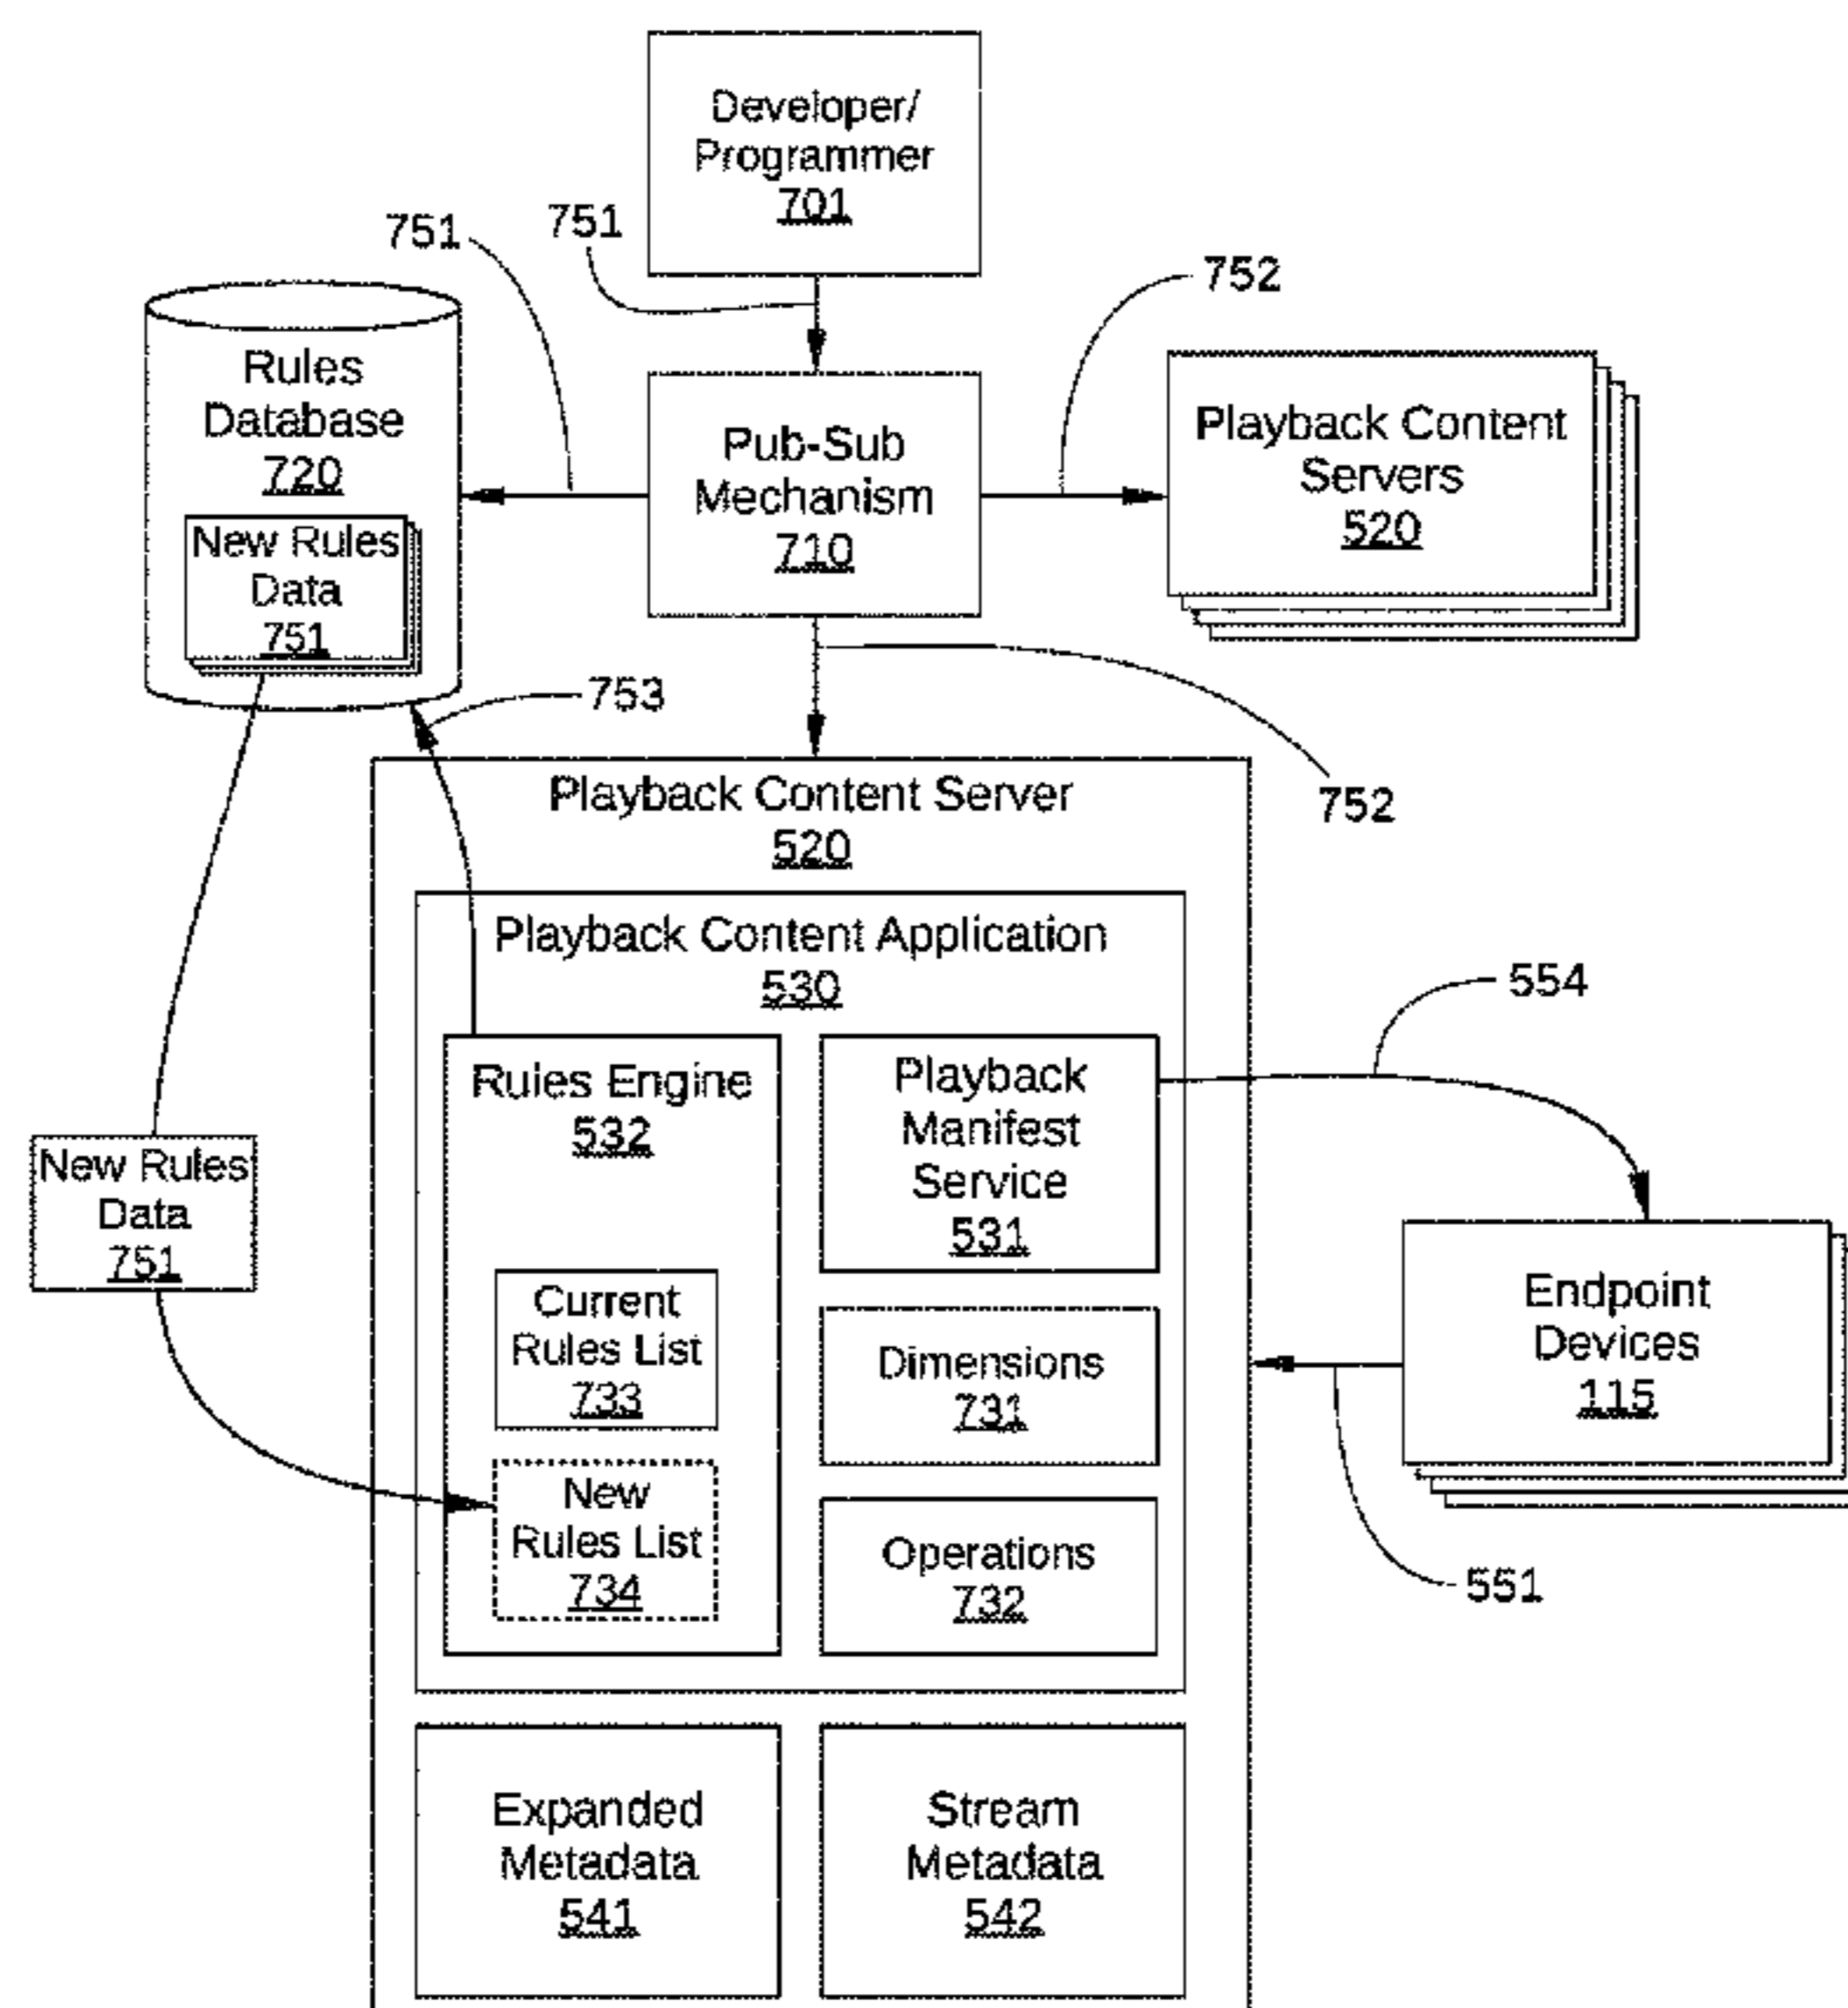 Developer/
Programmer
701
751
751
752
Rules
Database
720
New Rules
Data
751
Pub-Sub
Mechanism
710
Playback Content
Servers
520
753
752
Playback Content Server
520
Playback Content Application
530
554
Rules Engine
532
Playback
Manifest
Service
531
New Rules
Data
751
Current
Rules List
733
Dimensions
731
Endpoint
Devices
115
New
Rules List
734
Operations
732
551
Expanded
Metadata
541
Stream
Metadata
542